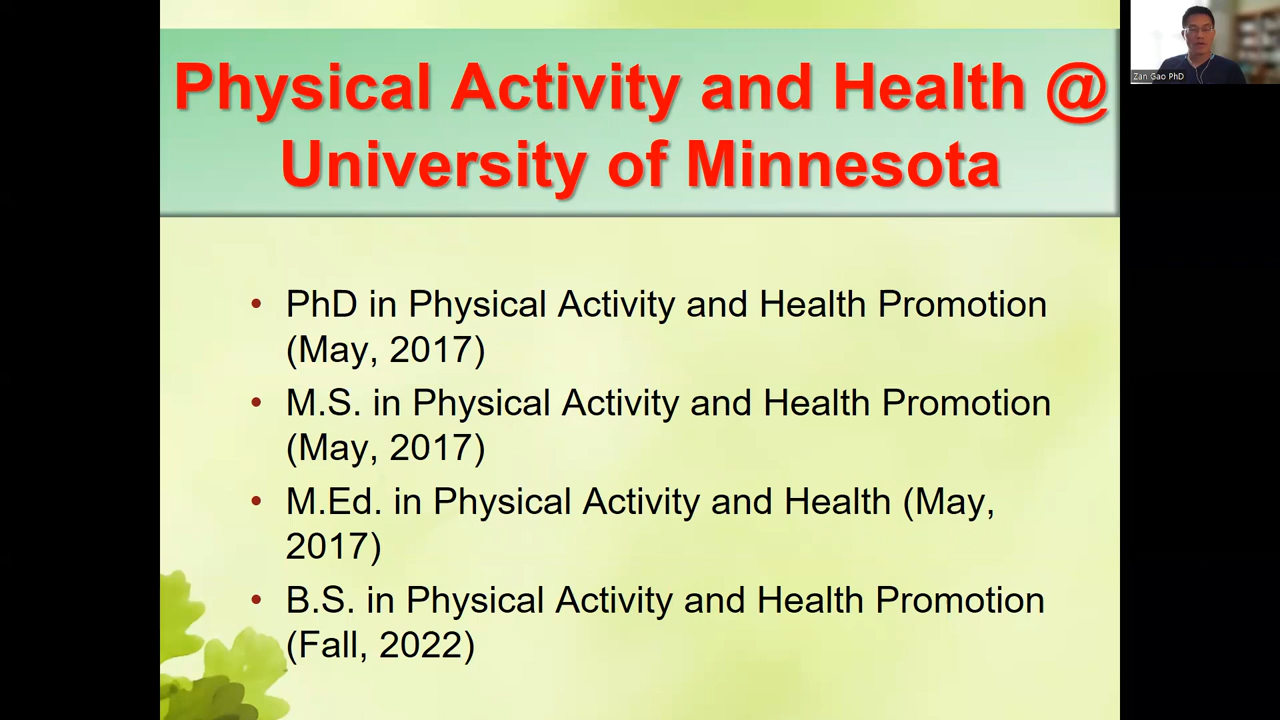 Physical Activity and Health @
University of Minnesota
• PhD in Physical Activity and Health Promotion
(May, 2017)
• M.S. in Physical Activity and Health Promotion
(May, 2017)
• M.Ed. in Physical Activity and Health (May,
2017)
• B.S. in Physical Activity and Health Promotion
(Fall, 2022)
Zan Gao PhD